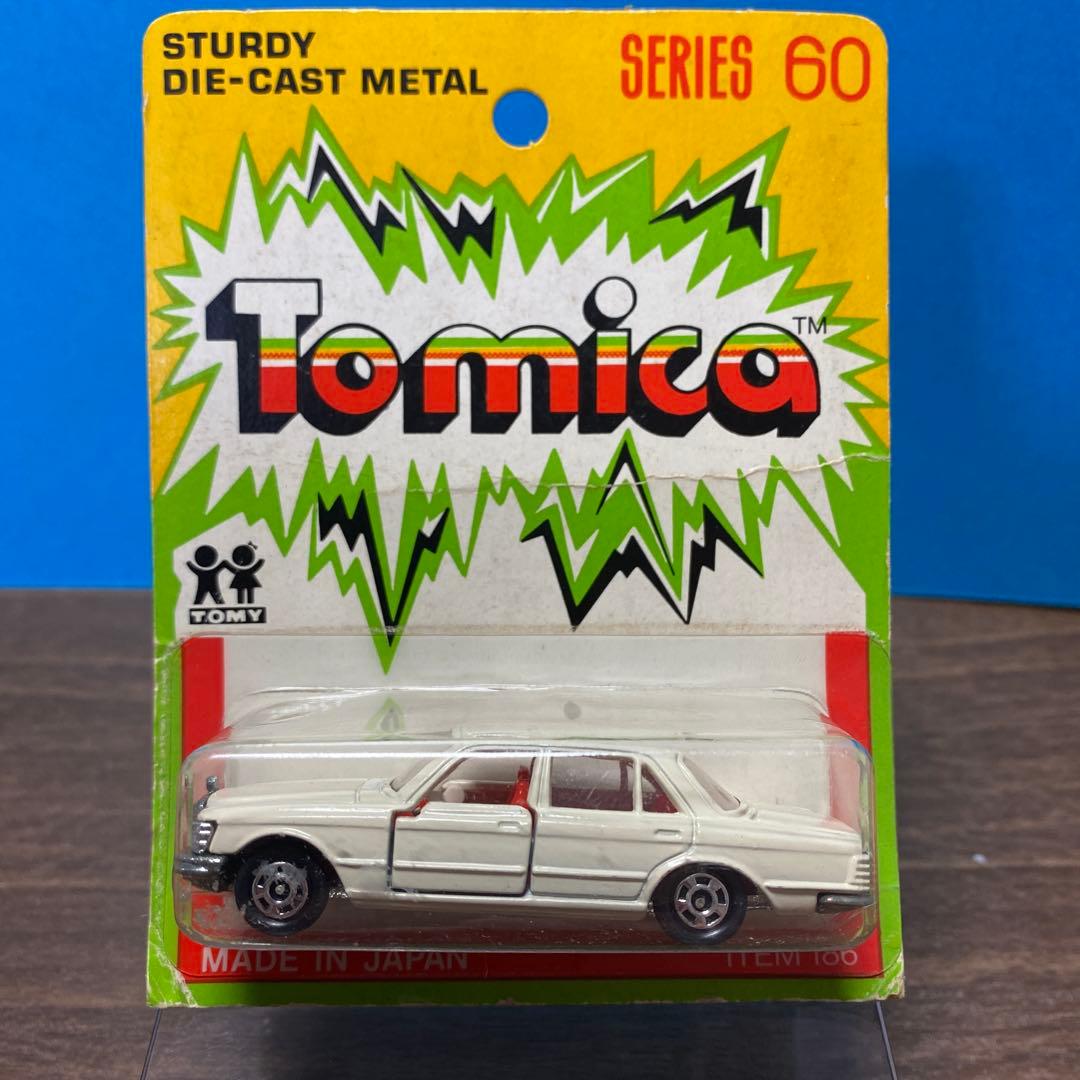 STURDY
DIE-CAST METAL
SERIES 60
Tomica™
TOMY
MADE IN JAPAN
ITEM 186